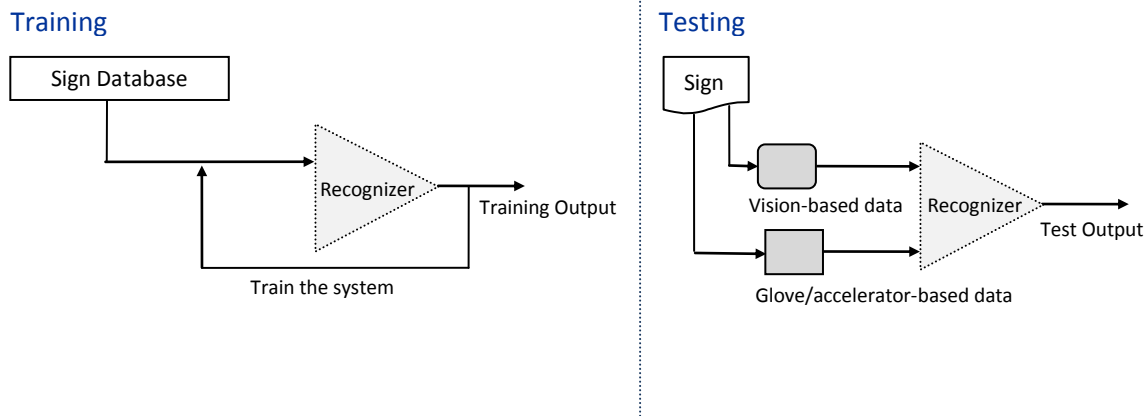 Training
Sign Database
Recognizer
Training Output
Train the system
Testing
Sign
Vision-based data
Recognizer
Test Output
Glove/accelerator-based data